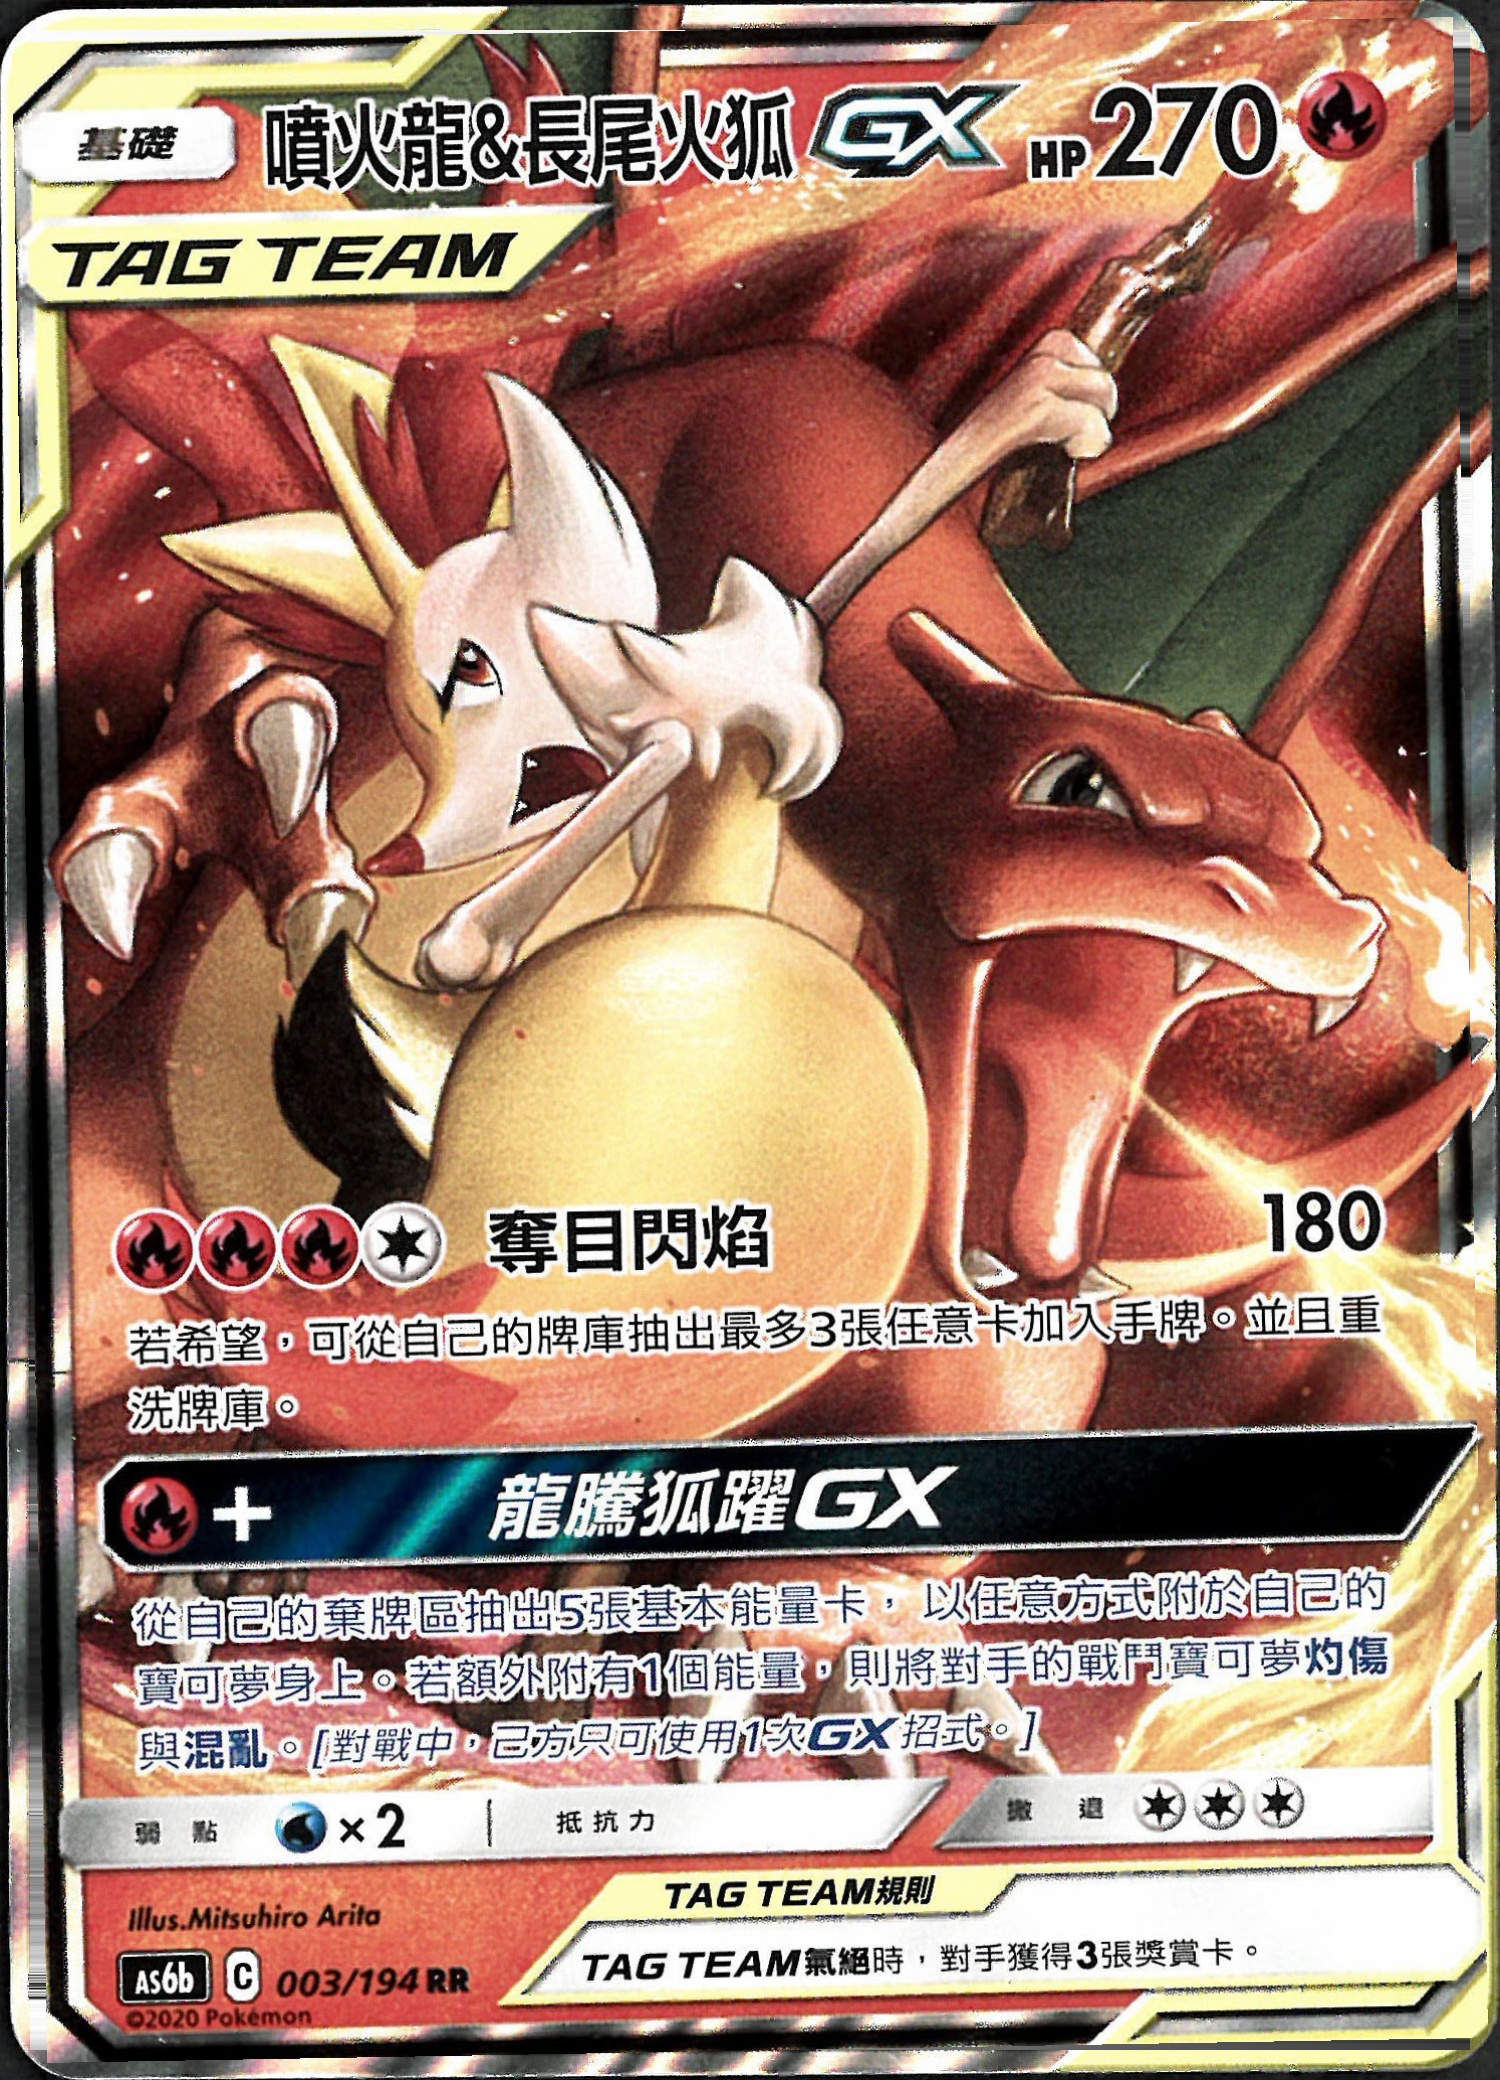 基礎 噴火龍&長尾火狐 GX HP 270
TAG TEAM
奪目閃焰 180
若希望，可從自己的牌庫抽出最多3張任意卡加入手牌。並且重
洗牌庫。
+ 龍騰狐躍GX
從自己的棄牌區抽出5張基本能量卡，以任意方式附於自己的
寶可夢身上。若額外附有1個能量，則將對手的戰鬥寶可夢灼傷
與混亂。[對戰中，己方只可使用1次GX招式。]
弱點 ×2 抵抗力 撤退
Illus.Mitsuhiro Arita
TAG TEAM規則
TAG TEAM氣絕時，對手獲得3張獎賞卡。
AS6b C 003/194 RR
©2020 Pokémon